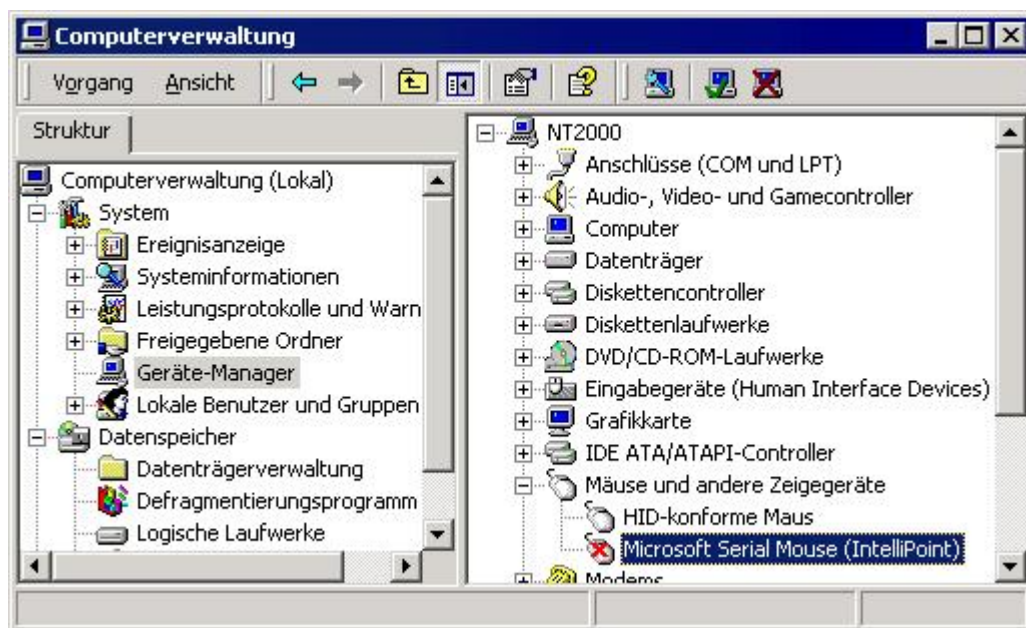 Computerverwaltung
Vorgang Ansicht
Struktur
Computerverwaltung (Lokal)
System
Ereignisanzeige
Systeminformationen
Leistungsprotokolle und Warn
Freigegebene Ordner
Geräte-Manager
Lokale Benutzer und Gruppen
Datenspeicher
Datenträgerverwaltung
Defragmentierungsprogramm
Logische Laufwerke
NT2000
Anschlüsse (COM und LPT)
Audio-, Video- und Gamecontroller
Computer
Datenträger
Diskettencontroller
Diskettenlaufwerke
DVD/CD-ROM-Laufwerke
Eingabegeräte (Human Interface Devices)
Grafikkarte
IDE ATA/ATAPI-Controller
Mäuse und andere Zeigegeräte
HID-konforme Maus
Microsoft Serial Mouse (IntelliPoint)
Modems